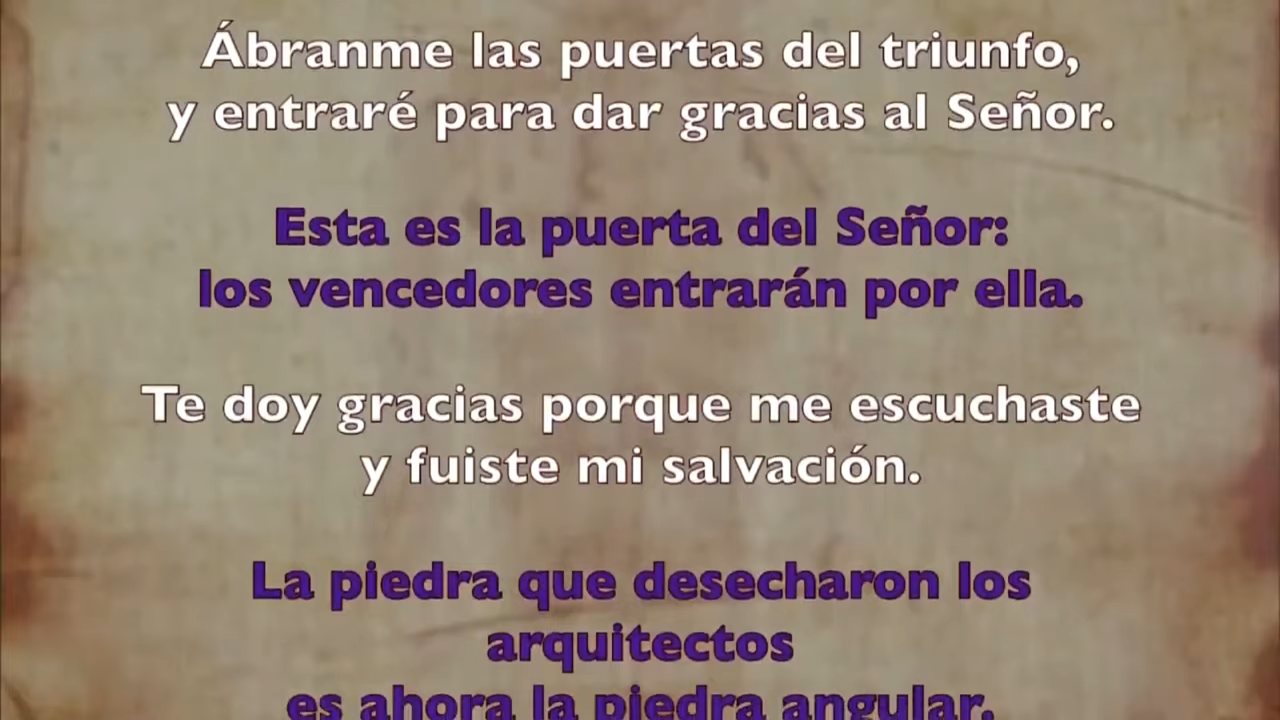 Ábranme las puertas del triunfo,
y entraré para dar gracias al Señor.
Esta es la puerta del Señor:
los vencedores entrarán por ella.
Te doy gracias porque me escuchaste
y fuiste mi salvación.
La piedra que desecharon los
arquitectos
es ahora la piedra angular.